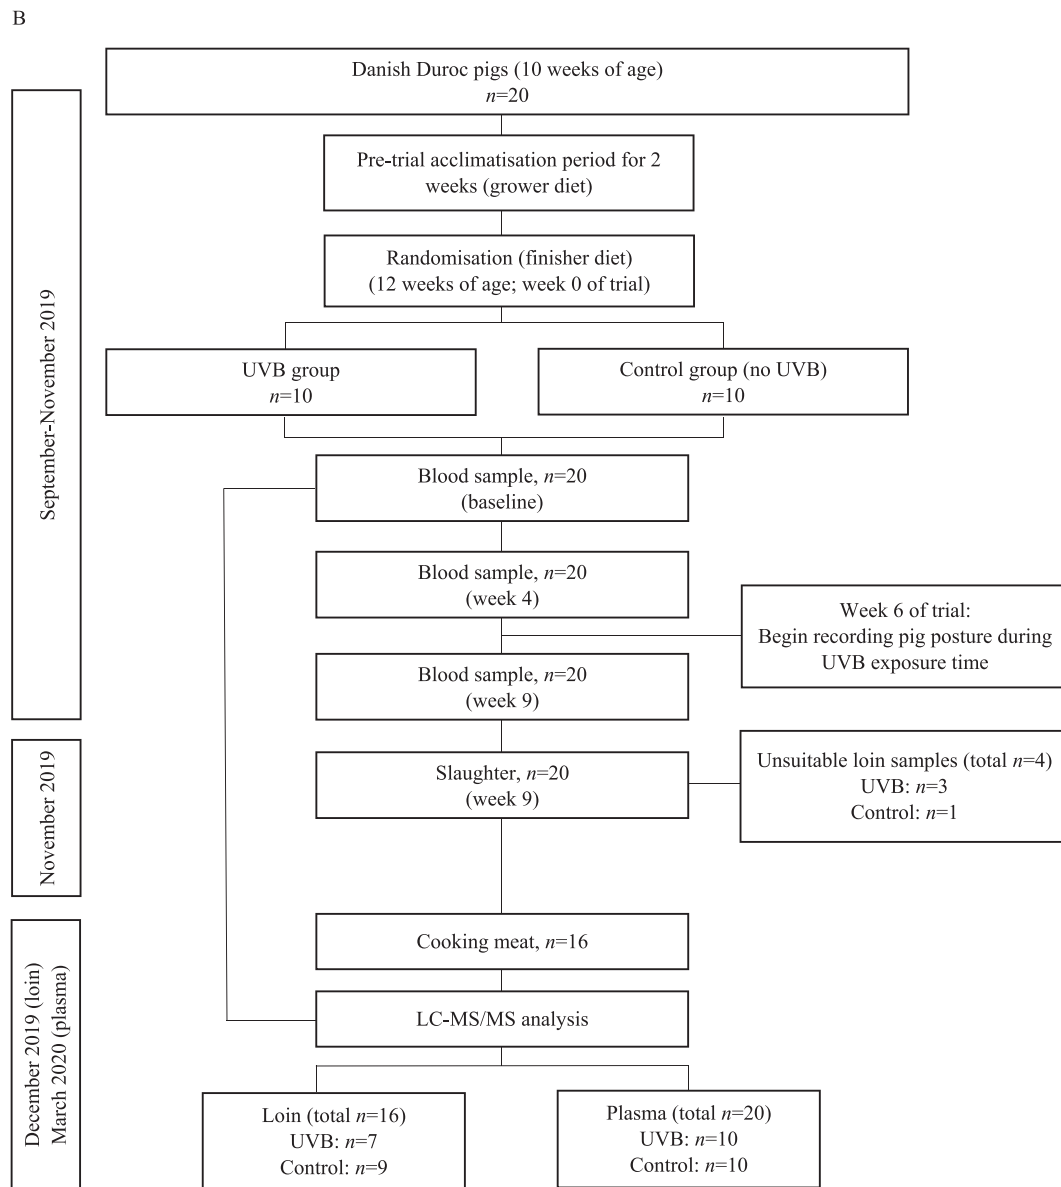 B
Danish Duroc pigs (10 weeks of age)
n=20
Pre-trial acclimatisation period for 2
weeks (grower diet)
Randomisation (finisher diet)
(12 weeks of age; week 0 of trial)
September-November 2019
UVB group
n=10
Control group (no UVB)
n=10
Blood sample, n=20
(baseline)
Blood sample, n=20
(week 4)
Week 6 of trial:
Begin recording pig posture during
UVB exposure time
Blood sample, n=20
(week 9)
November 2019
Slaughter, n=20
(week 9)
Unsuitable loin samples (total n=4)
UVB: n=3
Control: n=1
December 2019 (loin)
March 2020 (plasma)
Cooking meat, n=16
LC-MS/MS analysis
Loin (total n=16)
UVB: n=7
Control: n=9
Plasma (total n=20)
UVB: n=10
Control: n=10